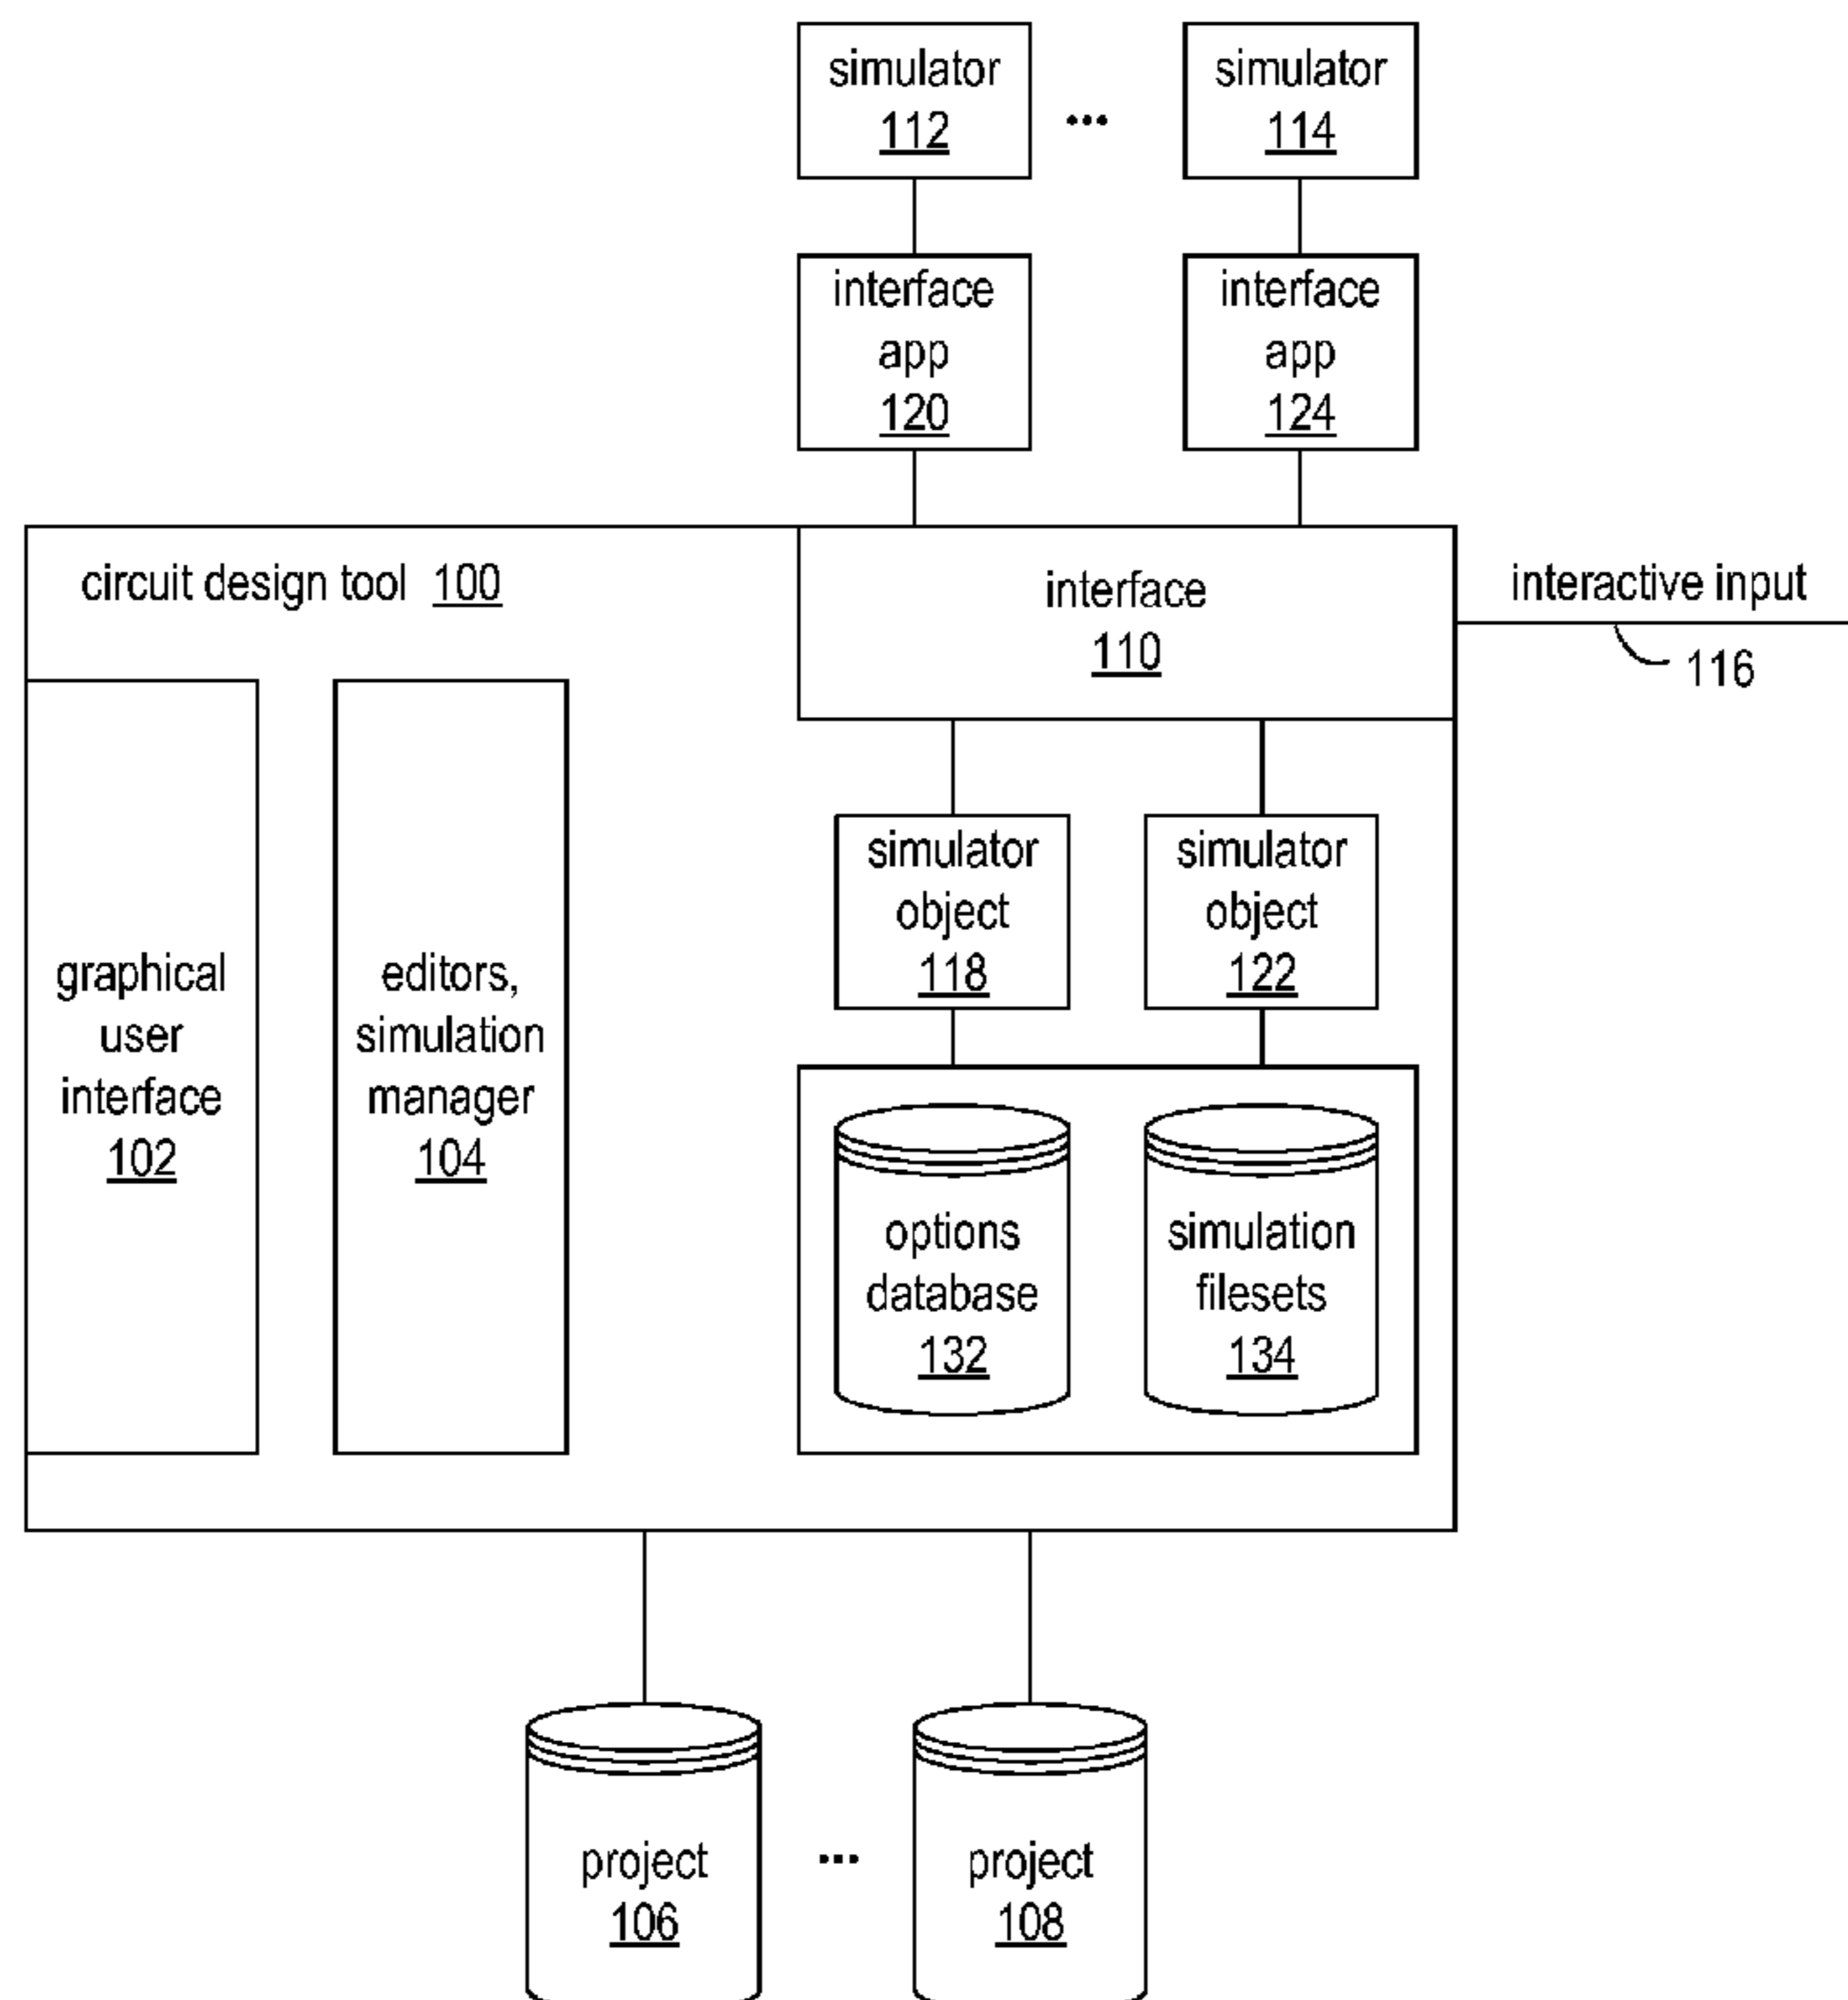 simulator
112
...
simulator
114
interface
app
120
interface
app
124
circuit design tool 100
interface
110
interactive input
116
graphical
user
interface
102
editors,
simulation
manager
104
simulator
object
118
simulator
object
122
options
database
132
simulation
filesets
134
project
106
...
project
108